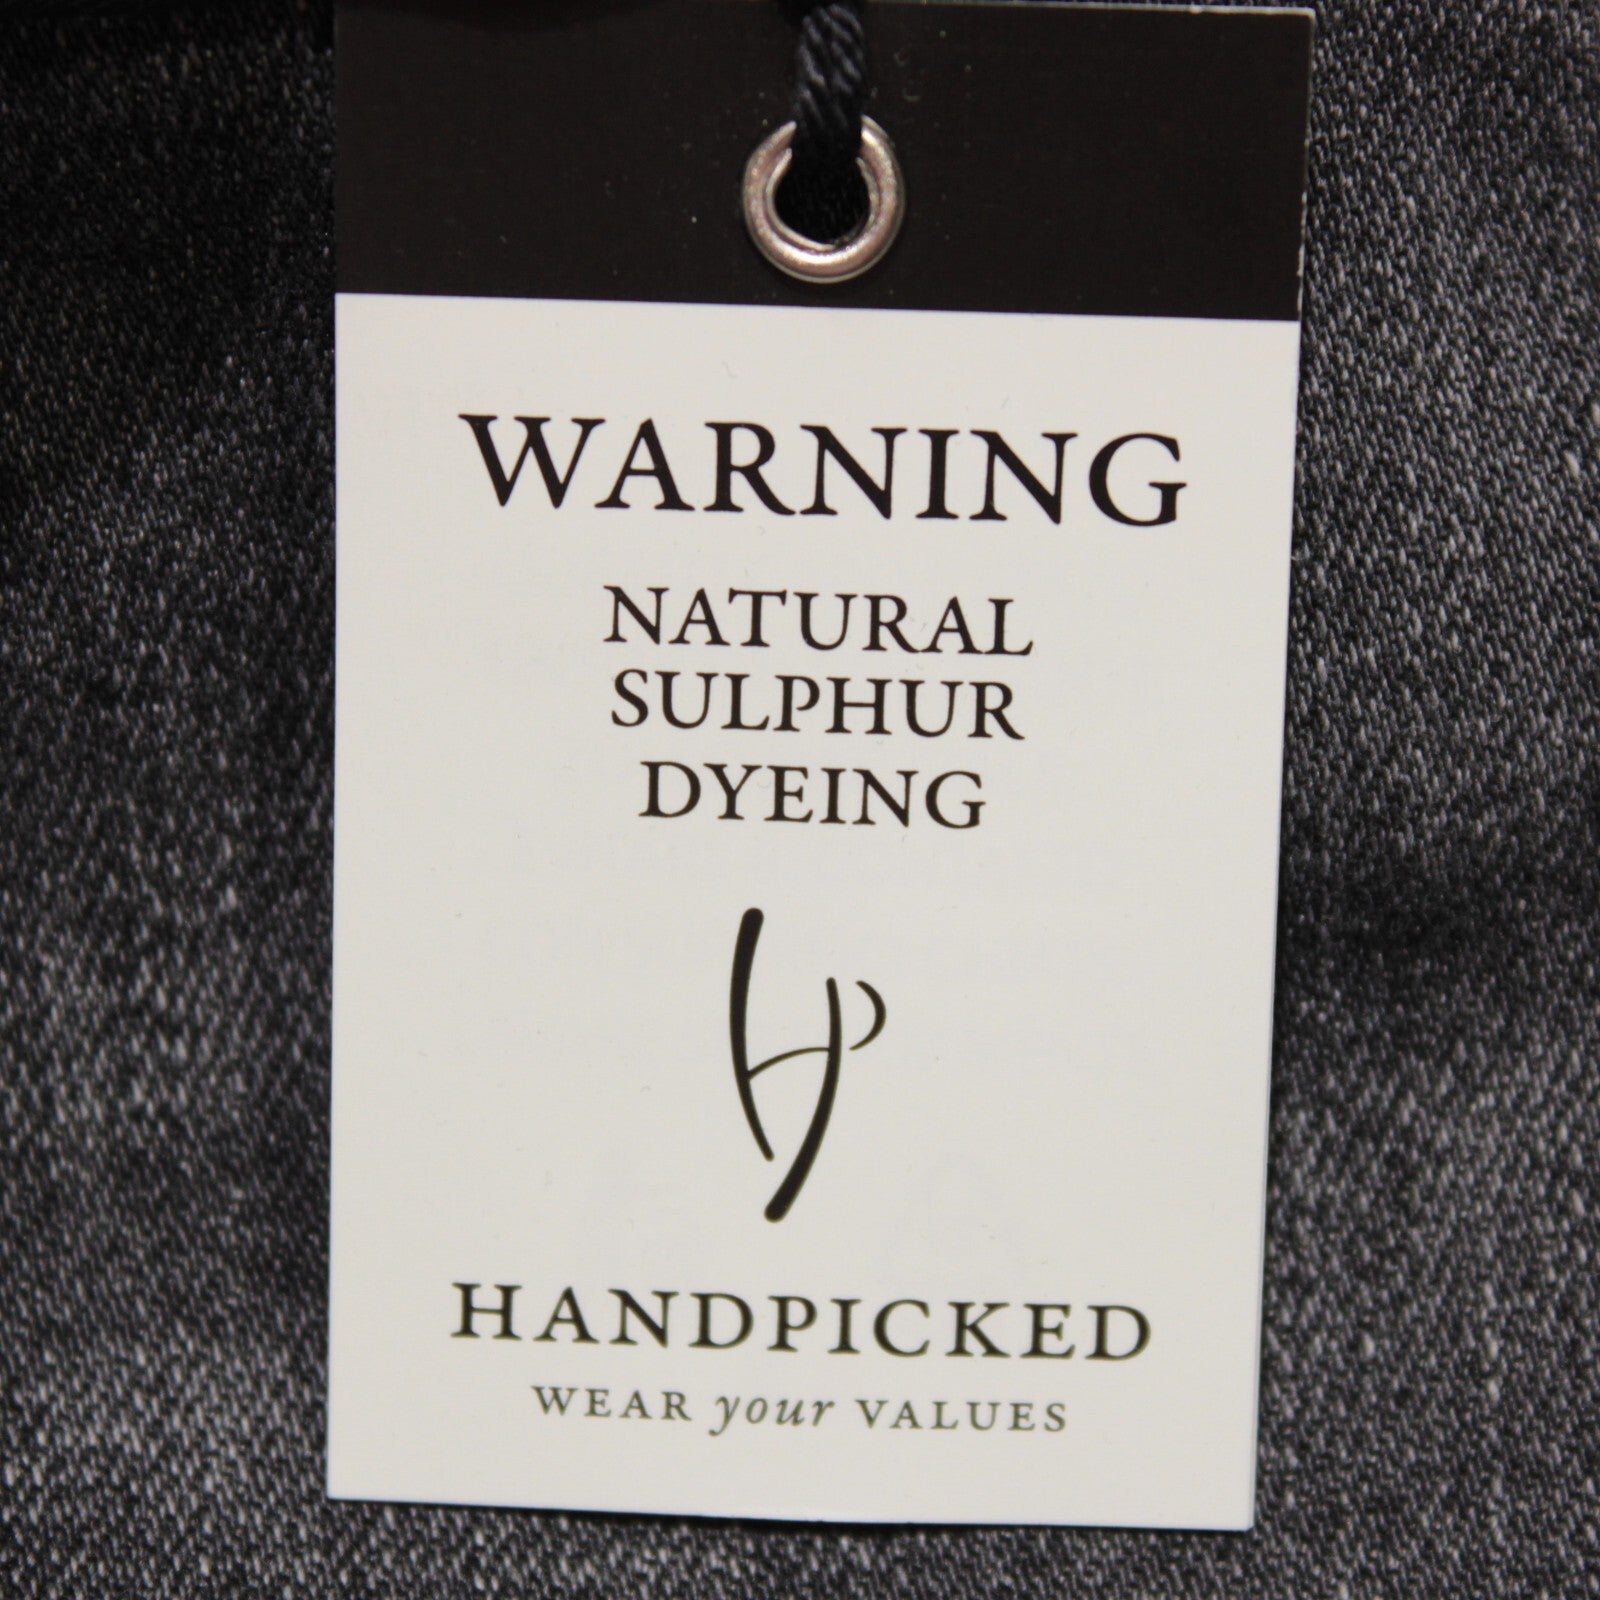 WARNING
NATURAL
SULPHUR
DYEING
HANDPICKED
WEAR your VALUES